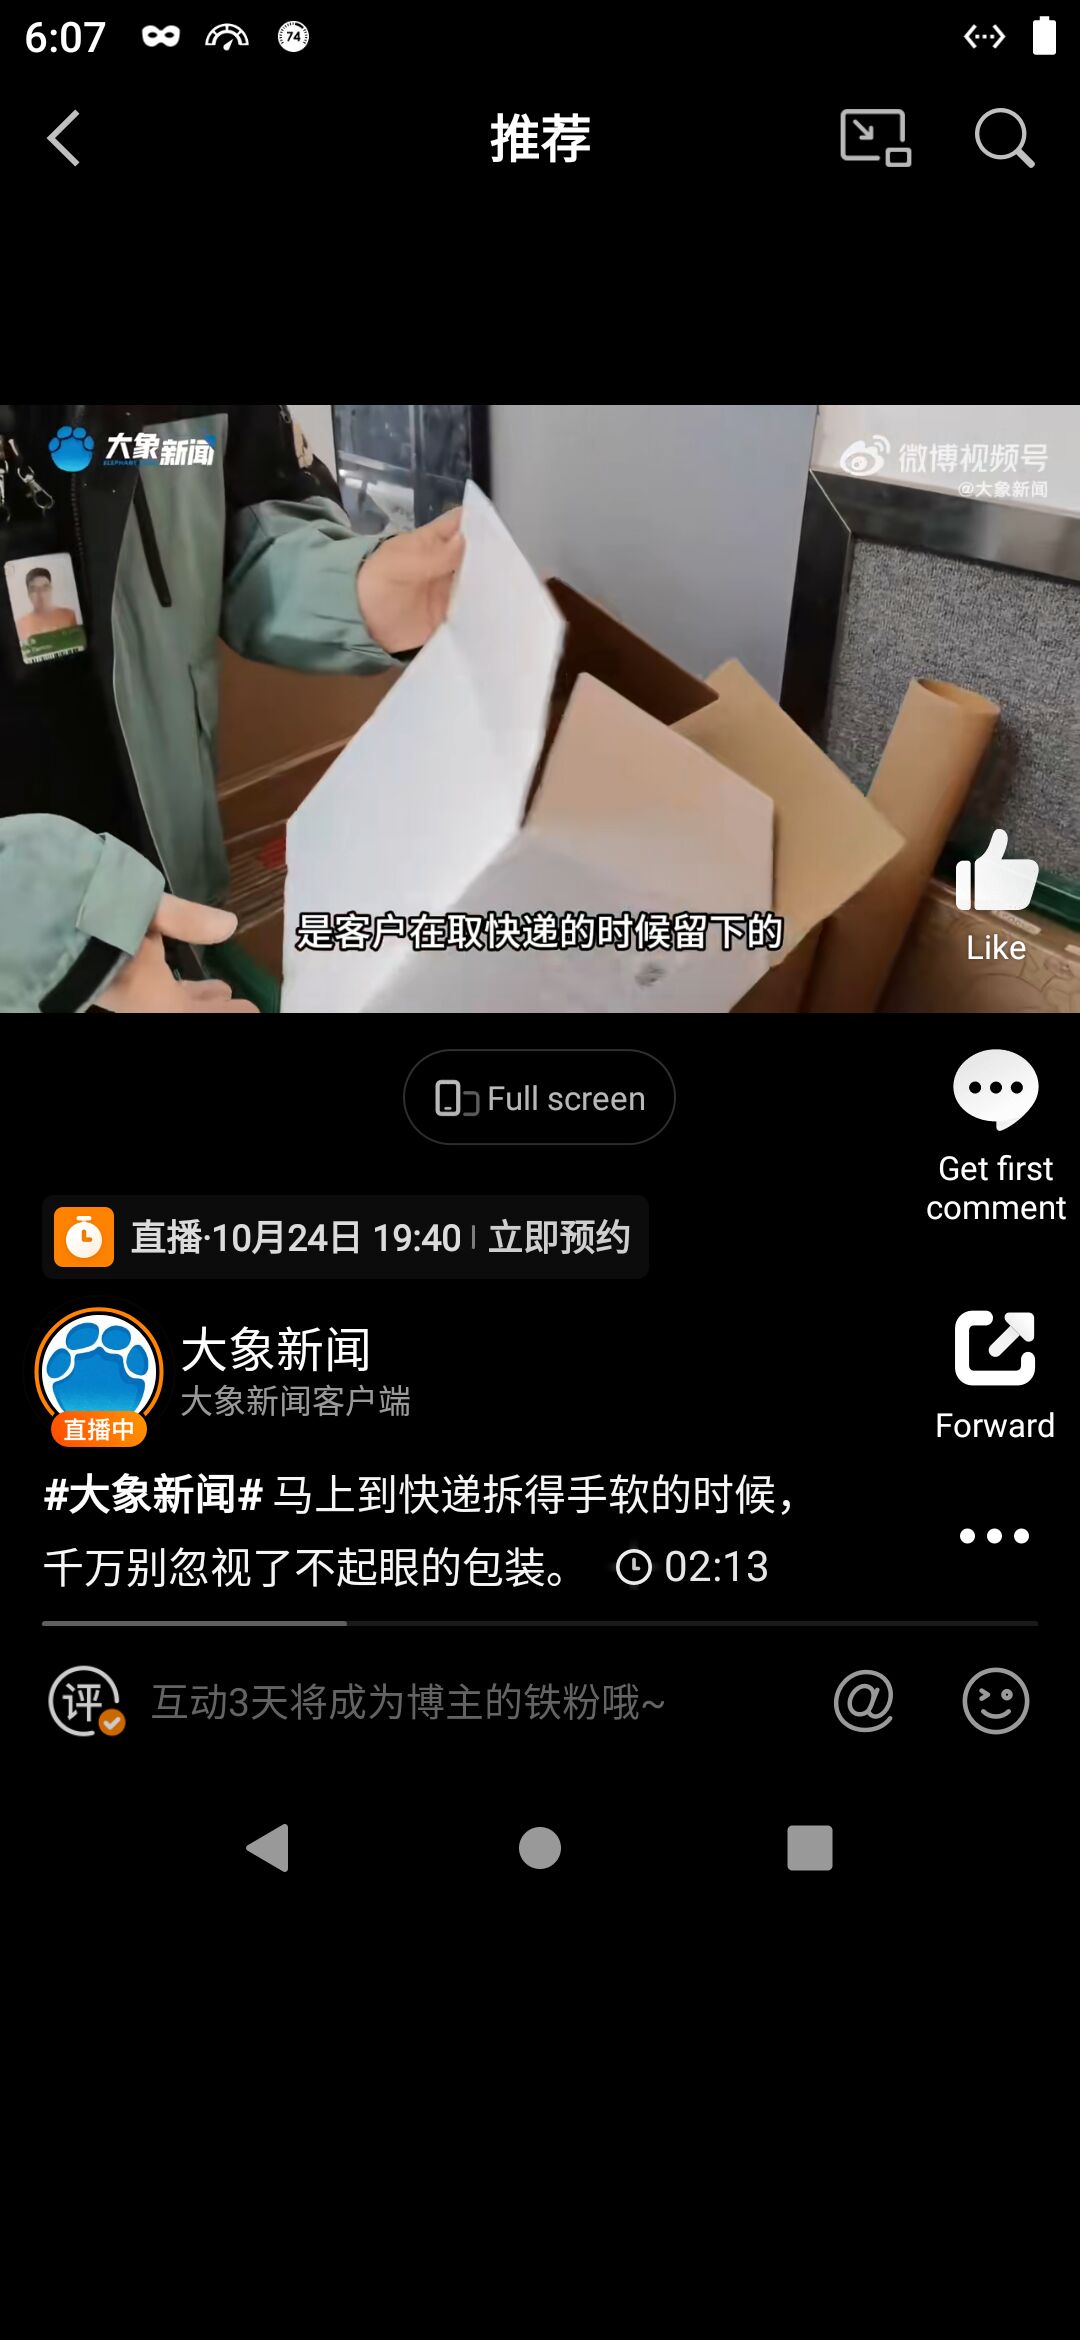 6:07
74
推荐
大象新闻
微博视频号
@大象新闻
是客户在取快递的时候留下的
Like
Full screen
Get first
comment
直播·10月24日 19:40 | 立即预约
大象新闻
大象新闻客户端
直播中
Forward
#大象新闻# 马上到快递拆得手软的时候，
千万别忽视了不起眼的包装。 02:13
评 互动3天将成为博主的铁粉哦~